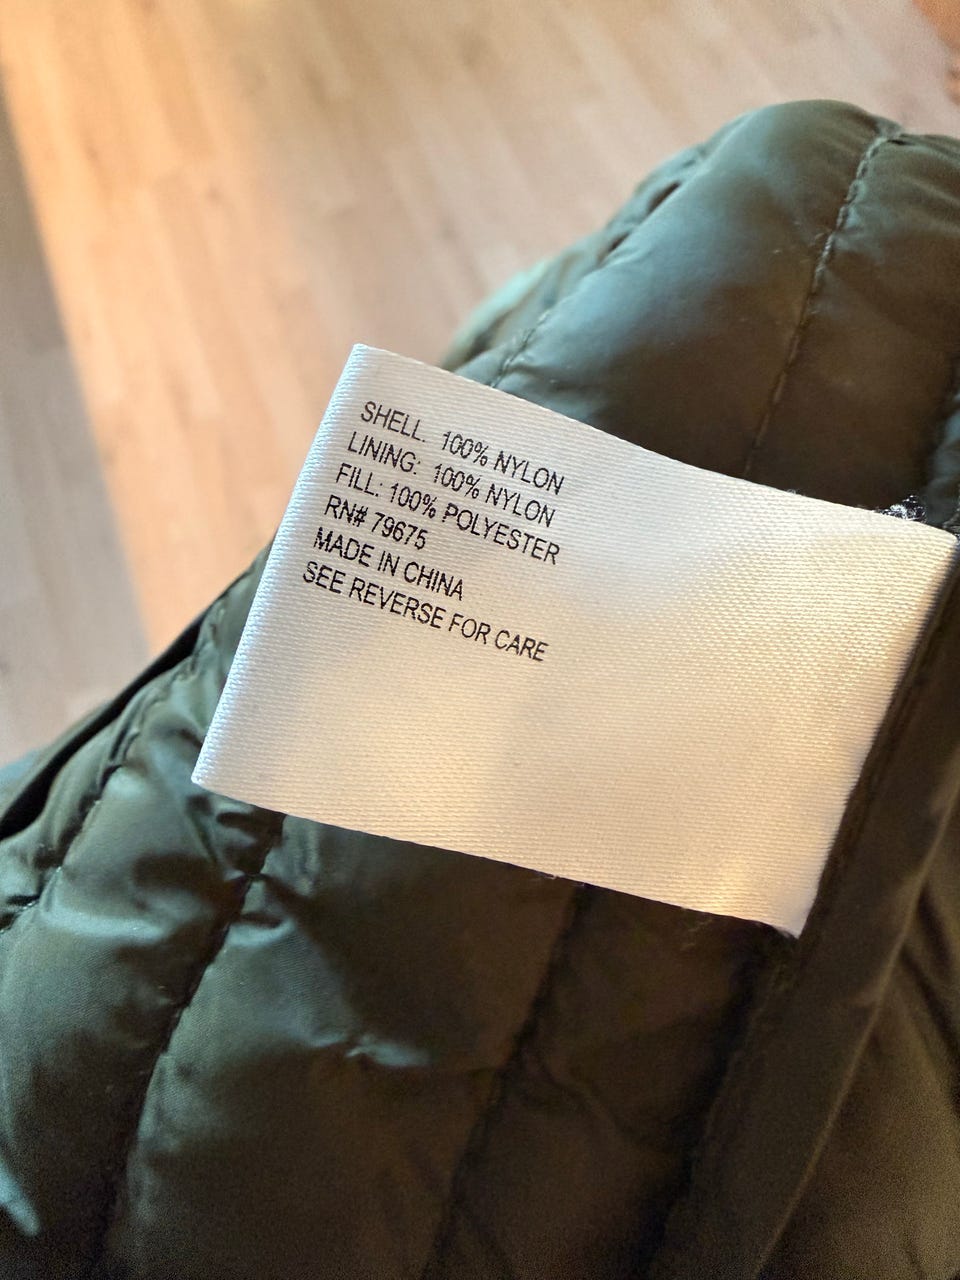 SHELL: 100% NYLON
LINING: 100% NYLON
FILL: 100% POLYESTER
RN# 79675
MADE IN CHINA
SEE REVERSE FOR CARE